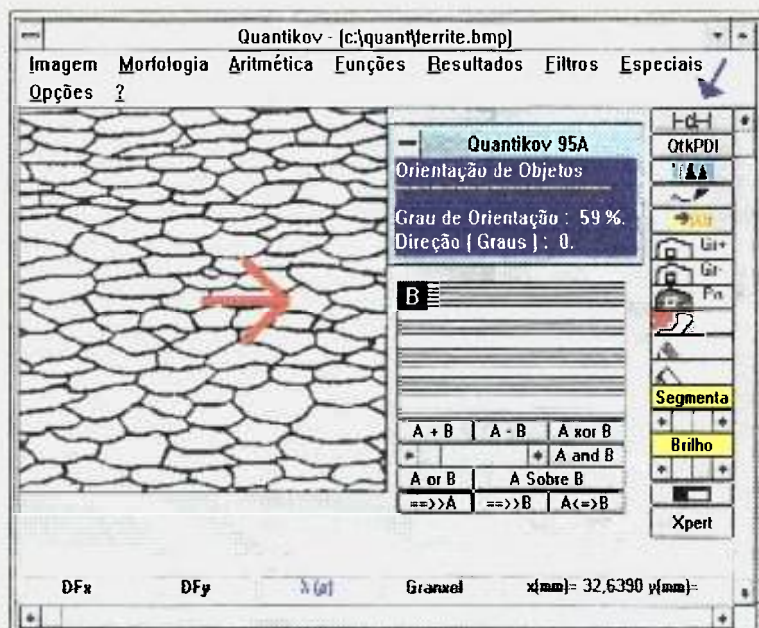 Quantikov - (c:\quant\ferrite.bmp)
Imagem Morfologia Aritmética Funções Resultados Filtros Especiais
Opções ?
Quantikov 95A
Orientação de Objetos
Grau de Orientação : 59 %.
Direção ( Graus ) : 0.
B
A + B A - B A xor B
A and B
A or B A Sobre B
==>>A ==>>B A<=>B
QtkPDI
Gr+
Gr-
Segmenta
Brilho
Xpert
DFx DFy Granxel x(mm)= 32,6390 y(mm)=